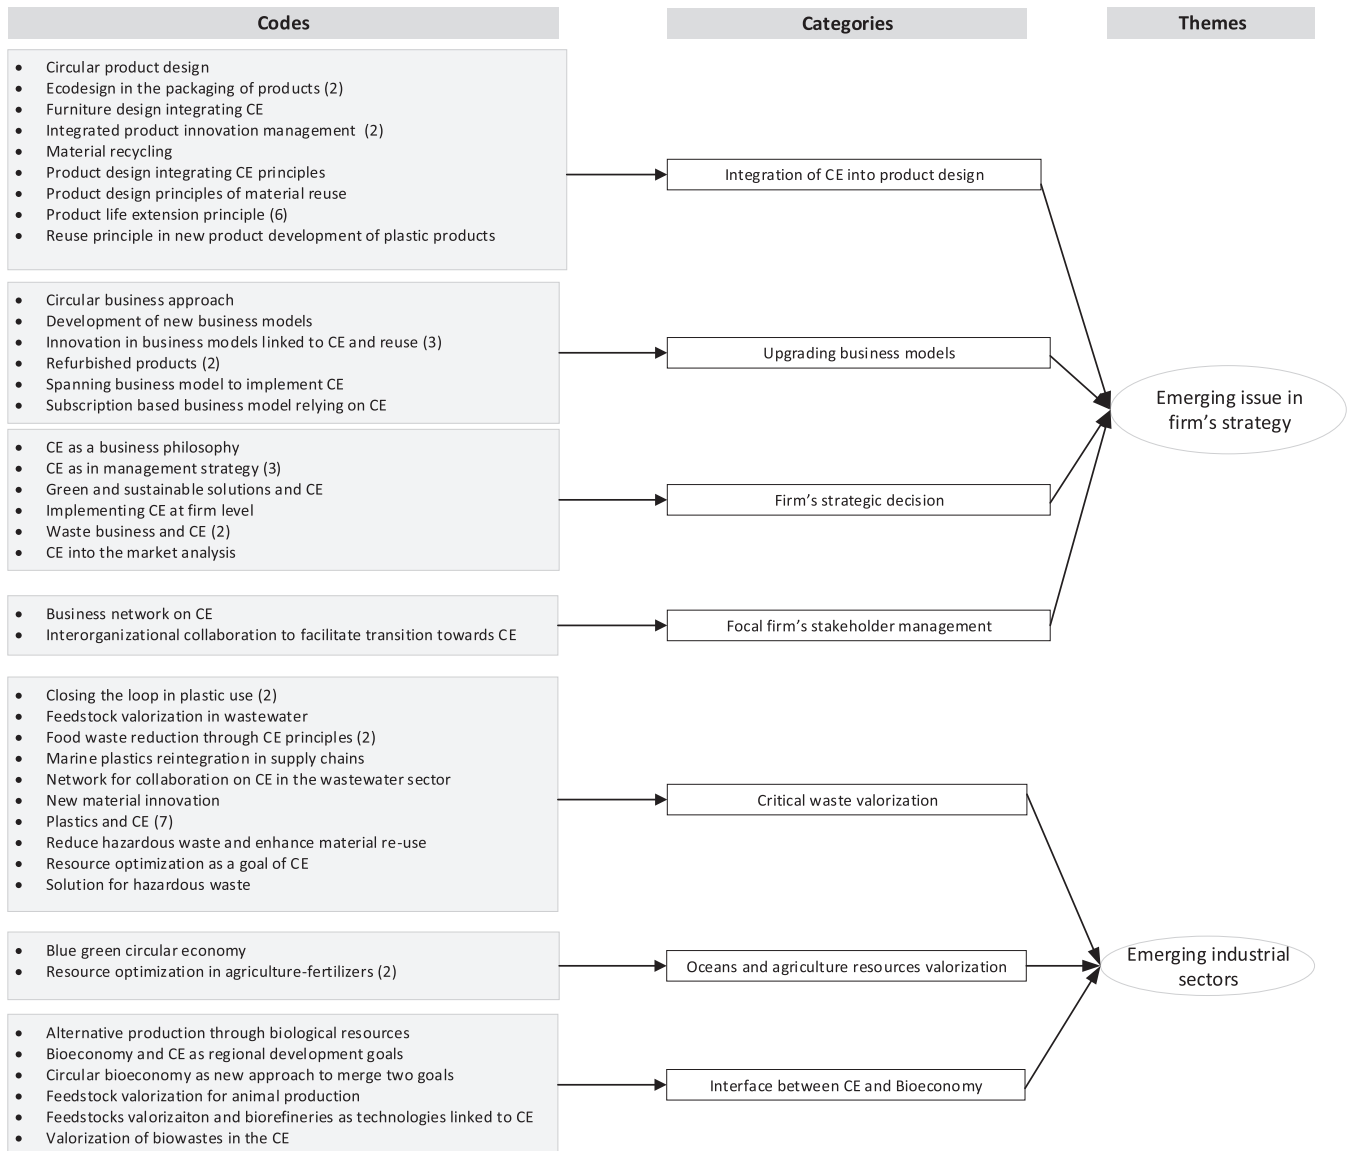 Codes
Categories
Themes
• Circular product design
• Ecodesign in the packaging of products (2)
• Furniture design integrating CE
• Integrated product innovation management (2)
• Material recycling
• Product design integrating CE principles
• Product design principles of material reuse
• Product life extension principle (6)
• Reuse principle in new product development of plastic products
Integration of CE into product design
• Circular business approach
• Development of new business models
• Innovation in business models linked to CE and reuse (3)
• Refurbished products (2)
• Spanning business model to implement CE
• Subscription based business model relying on CE
Upgrading business models
Emerging issue in
firm's strategy
• CE as a business philosophy
• CE as in management strategy (3)
• Green and sustainable solutions and CE
• Implementing CE at firm level
• Waste business and CE (2)
• CE into the market analysis
Firm's strategic decision
• Business network on CE
• Interorganizational collaboration to facilitate transition towards CE
Focal firm's stakeholder management
• Closing the loop in plastic use (2)
• Feedstock valorization in wastewater
• Food waste reduction through CE principles (2)
• Marine plastics reintegration in supply chains
• Network for collaboration on CE in the wastewater sector
• New material innovation
• Plastics and CE (7)
• Reduce hazardous waste and enhance material re-use
• Resource optimization as a goal of CE
• Solution for hazardous waste
Critical waste valorization
• Blue green circular economy
• Resource optimization in agriculture-fertilizers (2)
Oceans and agriculture resources valorization
Emerging industrial
sectors
• Alternative production through biological resources
• Bioeconomy and CE as regional development goals
• Circular bioeconomy as new approach to merge two goals
• Feedstock valorization for animal production
• Feedstocks valorizaiton and biorefineries as technologies linked to CE
• Valorization of biowastes in the CE
Interface between CE and Bioeconomy